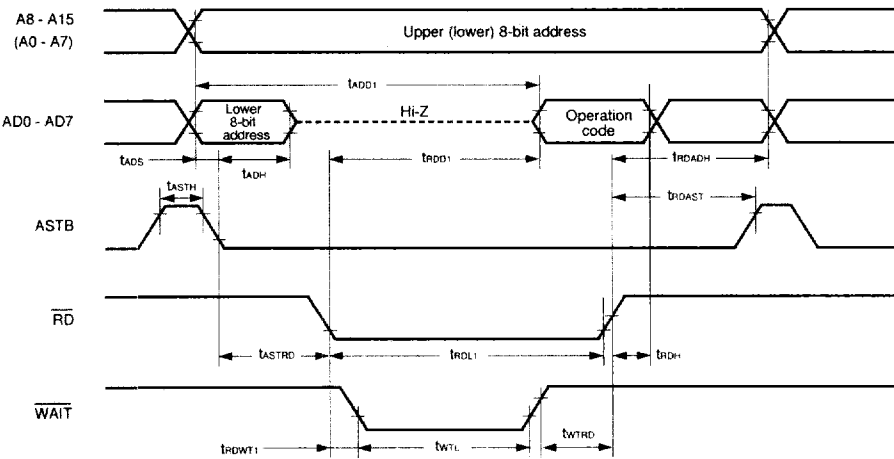 A8 - A15
(A0 - A7)
Upper (lower) 8-bit address
tADD1
AD0 - AD7
Lower
8-bit
address
Hi-Z
Operation
code
tADS
tADH
tRDD1
tRDADH
tASTH
tRDAST
ASTB
RD
tASTRD
tRDL1
tRDH
WAIT
tRDWT1
tWTL
tWTRD